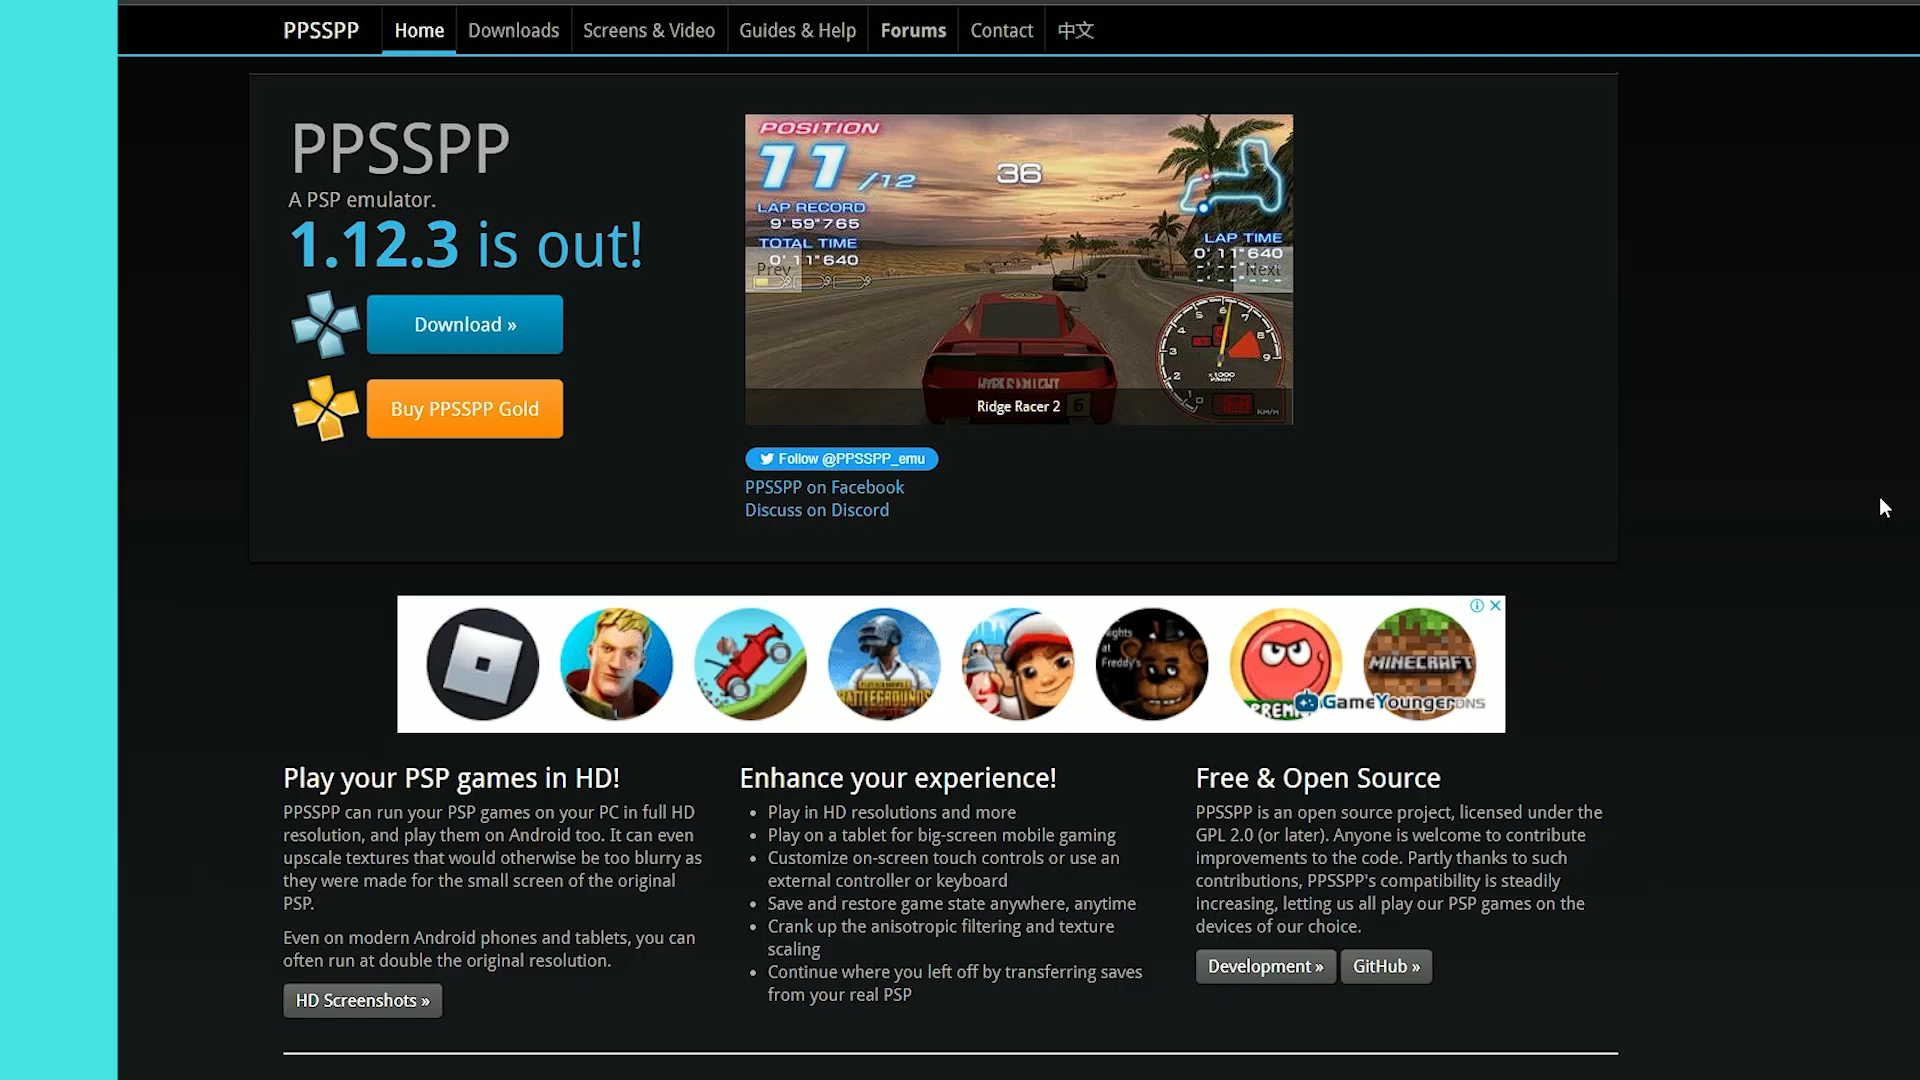 PPSSPP Home Downloads Screens & Video Guides & Help Forums Contact 中文
PPSSPP
A PSP emulator.
1.12.3 is out!
Download »
Buy PPSSPP Gold
POSITION
11/12
36
LAP RECORD
9'59"765
TOTAL TIME
0'11"640
LAP TIME
0'11"640
Prev
Next
HYPER KNIGHT
Ridge Racer 2
6
Follow @PPSSPP_emu
PPSSPP on Facebook
Discuss on Discord
ghts
at
Freddy's
BATTLEGROUNDS
PREM
MINECRAFT
GameYounger
Play your PSP games in HD!
PPSSPP can run your PSP games on your PC in full HD
resolution, and play them on Android too. It can even
upscale textures that would otherwise be too blurry as
they were made for the small screen of the original
PSP.
Even on modern Android phones and tablets, you can
often run at double the original resolution.
HD Screenshots »
Enhance your experience!
• Play in HD resolutions and more
• Play on a tablet for big-screen mobile gaming
• Customize on-screen touch controls or use an
external controller or keyboard
• Save and restore game state anywhere, anytime
• Crank up the anisotropic filtering and texture
scaling
• Continue where you left off by transferring saves
from your real PSP
Free & Open Source
PPSSPP is an open source project, licensed under the
GPL 2.0 (or later). Anyone is welcome to contribute
improvements to the code. Partly thanks to such
contributions, PPSSPP's compatibility is steadily
increasing, letting us all play our PSP games on the
devices of our choice.
Development »
GitHub »